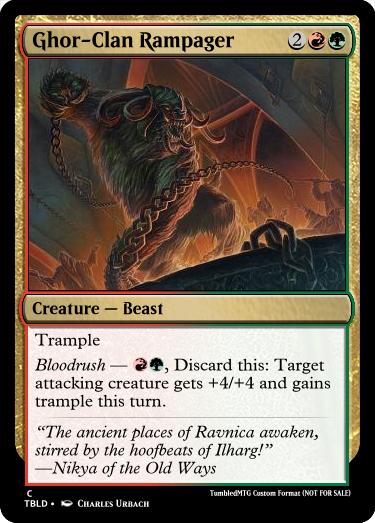 Ghor-Clan Rampager 2
Creature — Beast
Trample
Bloodrush — , Discard this: Target
attacking creature gets +4/+4 and gains
trample this turn.
“The ancient places of Ravnica awaken,
stirred by the hoofbeats of Ilharg!”
—Nikya of the Old Ways
C
TBLD • Charles Urbach
TumbledMTG Custom Format (NOT FOR SALE)